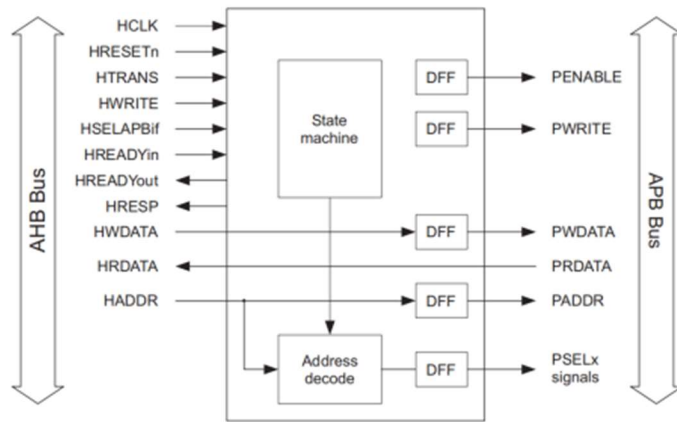 AHB Bus
HCLK
HRESETn
HTRANS
HWRITE
HSELAPBif
HREADYin
HREADYout
HRESP
HWDATA
HRDATA
HADDR
State
machine
Address
decode
DFF
DFF
DFF
DFF
DFF
PENABLE
PWRITE
PWDATA
PRDATA
PADDR
PSELx
signals
APB Bus